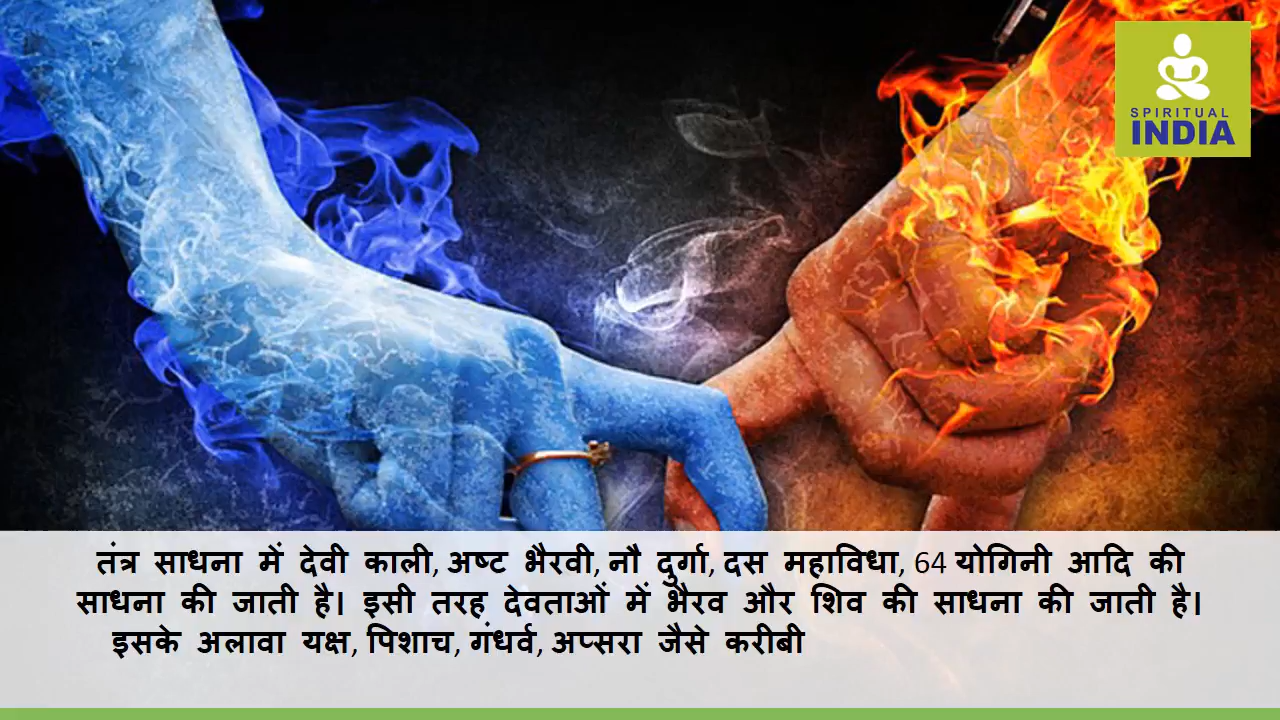 SPIRITUAL
INDIA
तंत्र साधना में देवी काली, अष्ट भैरवी, नौ दुर्गा, दस महाविधा, 64 योगिनी आदि की
साधना की जाती है। इसी तरह देवताओं में भैरव और शिव की साधना की जाती है।
इसके अलावा यक्ष, पिशाच, गंधर्व, अप्सरा जैसे करीबी